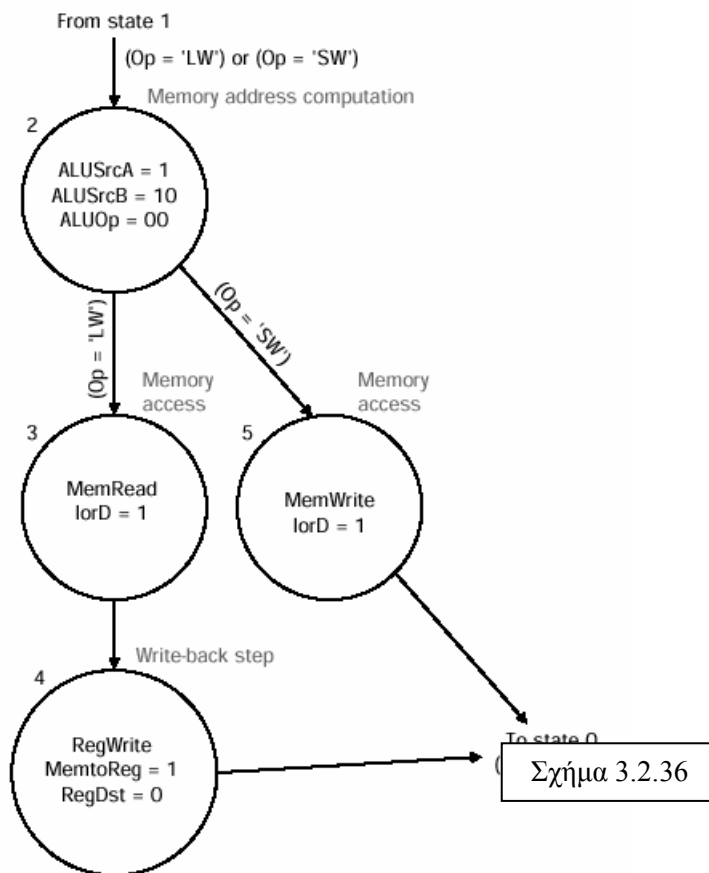 From state 1
(Op = 'LW') or (Op = 'SW')
Memory address computation
2
ALUSrcA = 1
ALUSrcB = 10
ALUOp = 00
(Op = 'LW')
(Op = 'SW')
Memory
access
Memory
access
3
5
MemRead
IorD = 1
MemWrite
IorD = 1
Write-back step
4
RegWrite
MemtoReg = 1
RegDst = 0
To state 0
(
Σχήμα 3.2.36